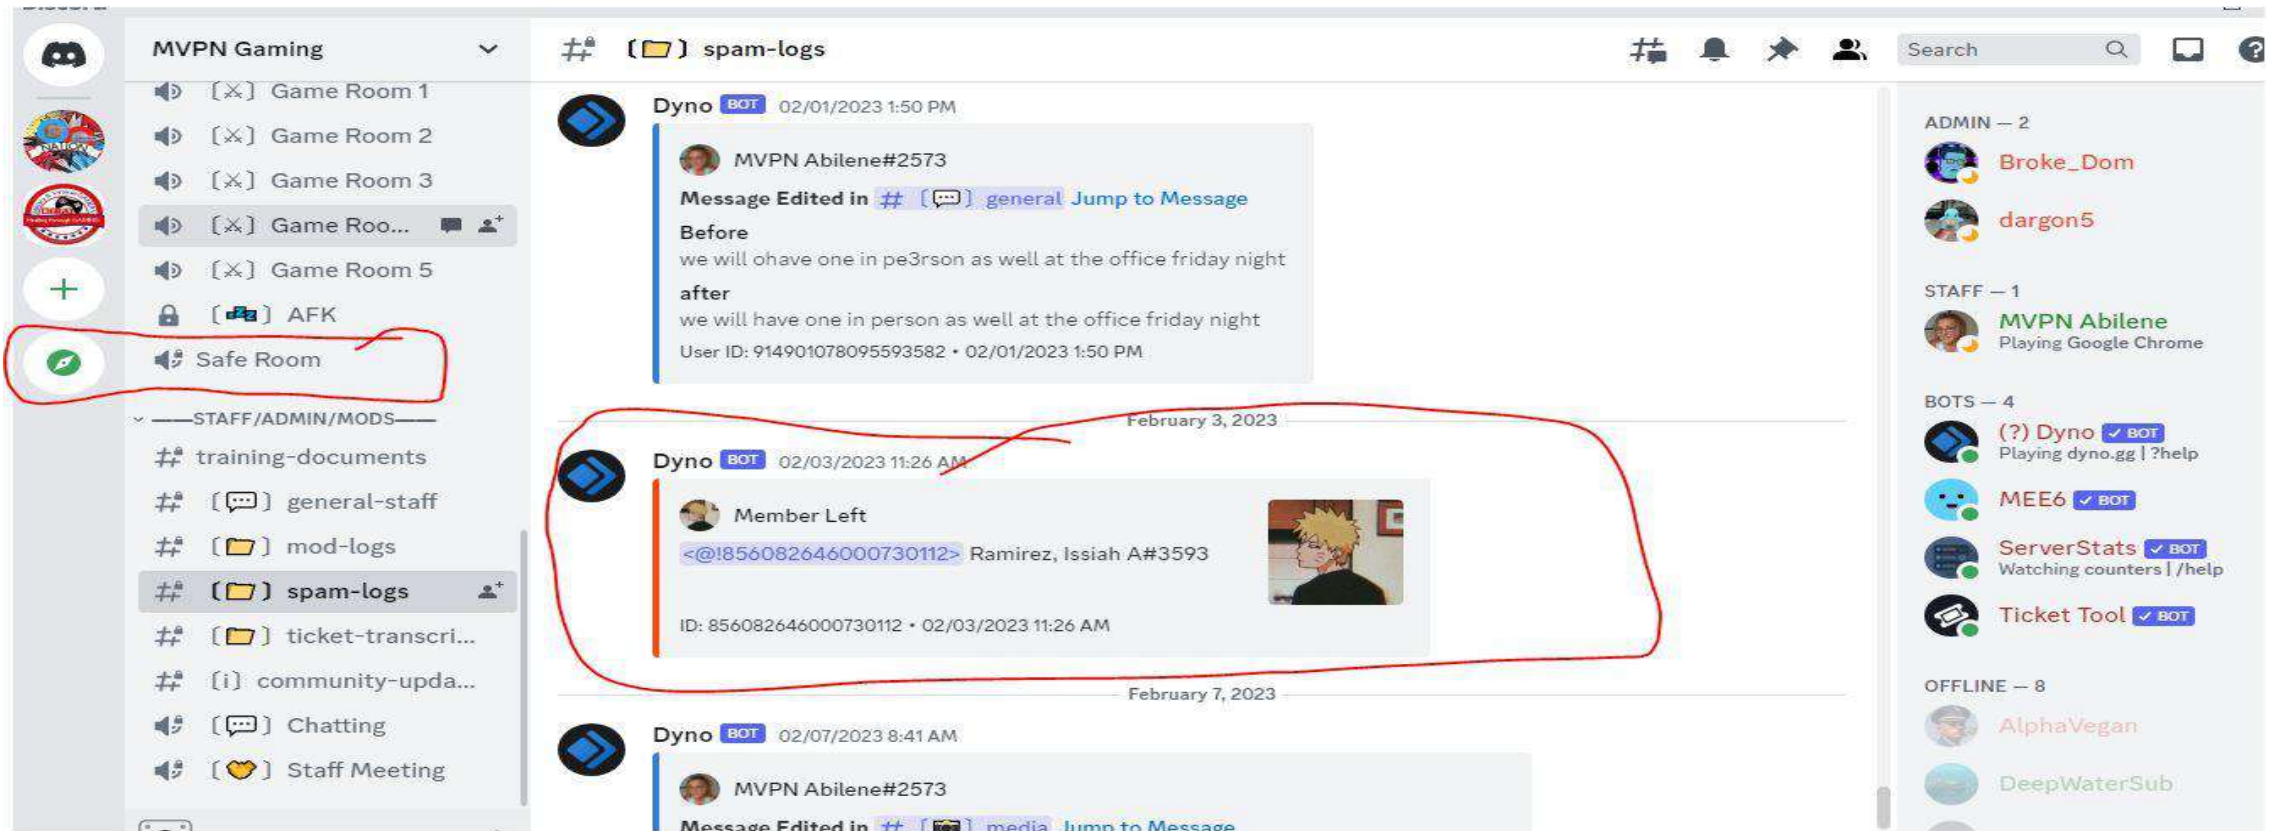 MVPN Gaming
[⚔] Game Room 1
[⚔] Game Room 2
[⚔] Game Room 3
[⚔] Game Roo...
[⚔] Game Room 5
[💤] AFK
Safe Room
——STAFF/ADMIN/MODS——
training-documents
[💬] general-staff
[📁] mod-logs
[📁] spam-logs
[📁] ticket-transcri...
[i] community-upda...
[💬] Chatting
[🤝] Staff Meeting
[📁] spam-logs
Search
Dyno BOT 02/01/2023 1:50 PM
MVPN Abilene#2573
Message Edited in # [💬] general Jump to Message
Before
we will ohave one in pe3rson as well at the office friday night
after
we will have one in person as well at the office friday night
User ID: 914901078095593582 • 02/01/2023 1:50 PM
February 3, 2023
Dyno BOT 02/03/2023 11:26 AM
Member Left
<@!856082646000730112> Ramirez, Issiah A#3593
ID: 856082646000730112 • 02/03/2023 11:26 AM
February 7, 2023
Dyno BOT 02/07/2023 8:41 AM
MVPN Abilene#2573
Message Edited in # [📷] media Jump to Message
ADMIN — 2
Broke_Dom
dargon5
STAFF — 1
MVPN Abilene
Playing Google Chrome
BOTS — 4
(?) Dyno ✓ BOT
Playing dyno.gg | ?help
MEE6 ✓ BOT
ServerStats ✓ BOT
Watching counters | /help
Ticket Tool ✓ BOT
OFFLINE — 8
AlphaVegan
DeepWaterSub